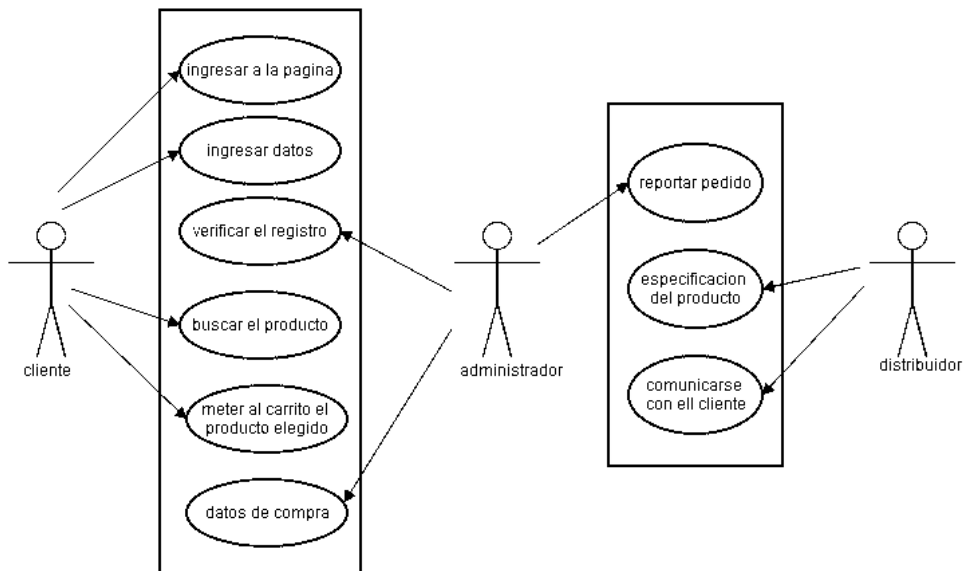 ingresar a la pagina
ingresar datos
verificar el registro
buscar el producto
meter al carrito el
producto elegido
datos de compra
cliente
administrador
reportar pedido
especificacion
del producto
comunicarse
con ell cliente
distribuidor